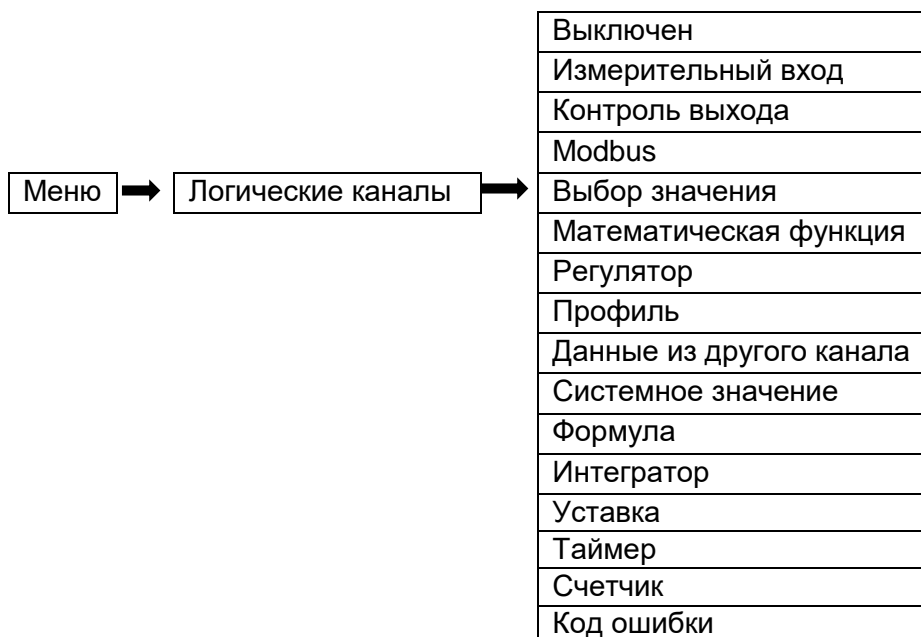 Меню
Логические каналы
Выключен
Измерительный вход
Контроль выхода
Modbus
Выбор значения
Математическая функция
Регулятор
Профиль
Данные из другого канала
Системное значение
Формула
Интегратор
Уставка
Таймер
Счетчик
Код ошибки